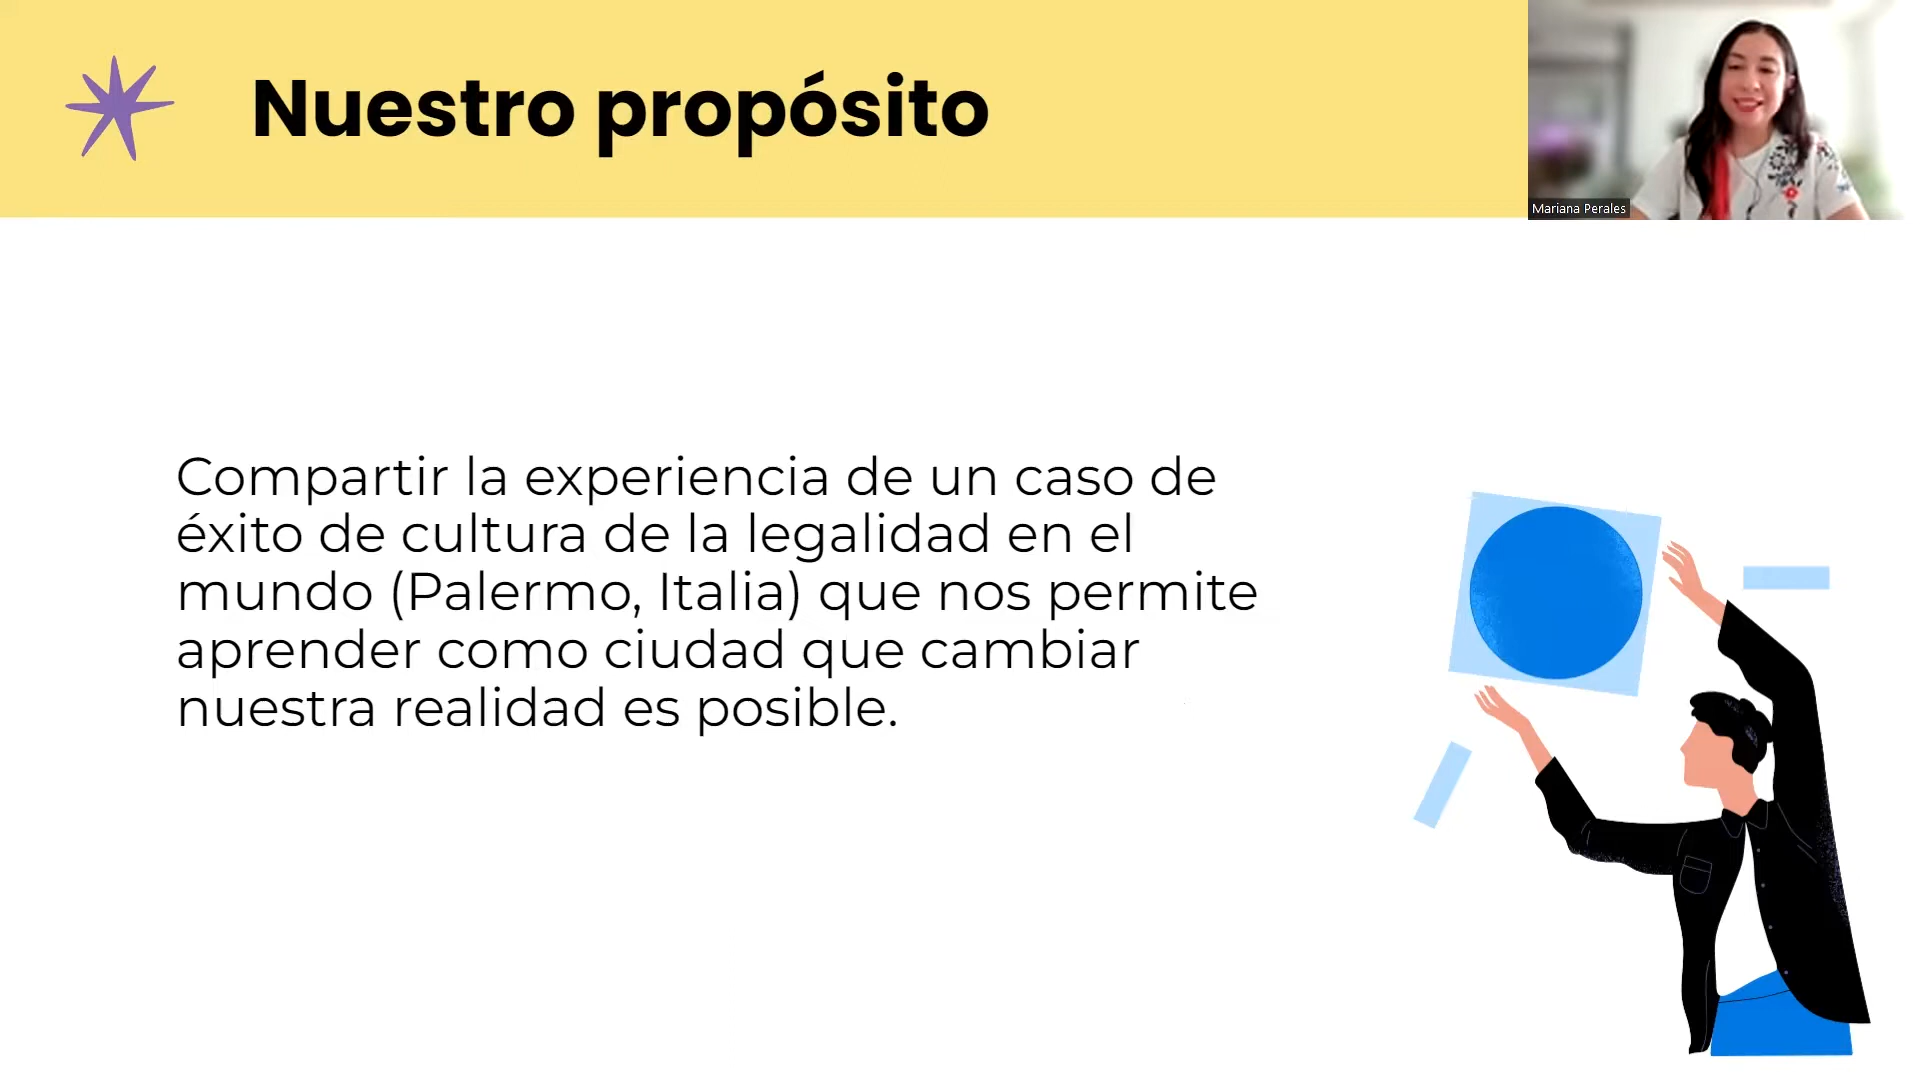 Nuestro propósito
Mariana Perales
Compartir la experiencia de un caso de
éxito de cultura de la legalidad en el
mundo (Palermo, Italia) que nos permite
aprender como ciudad que cambiar
nuestra realidad es posible.